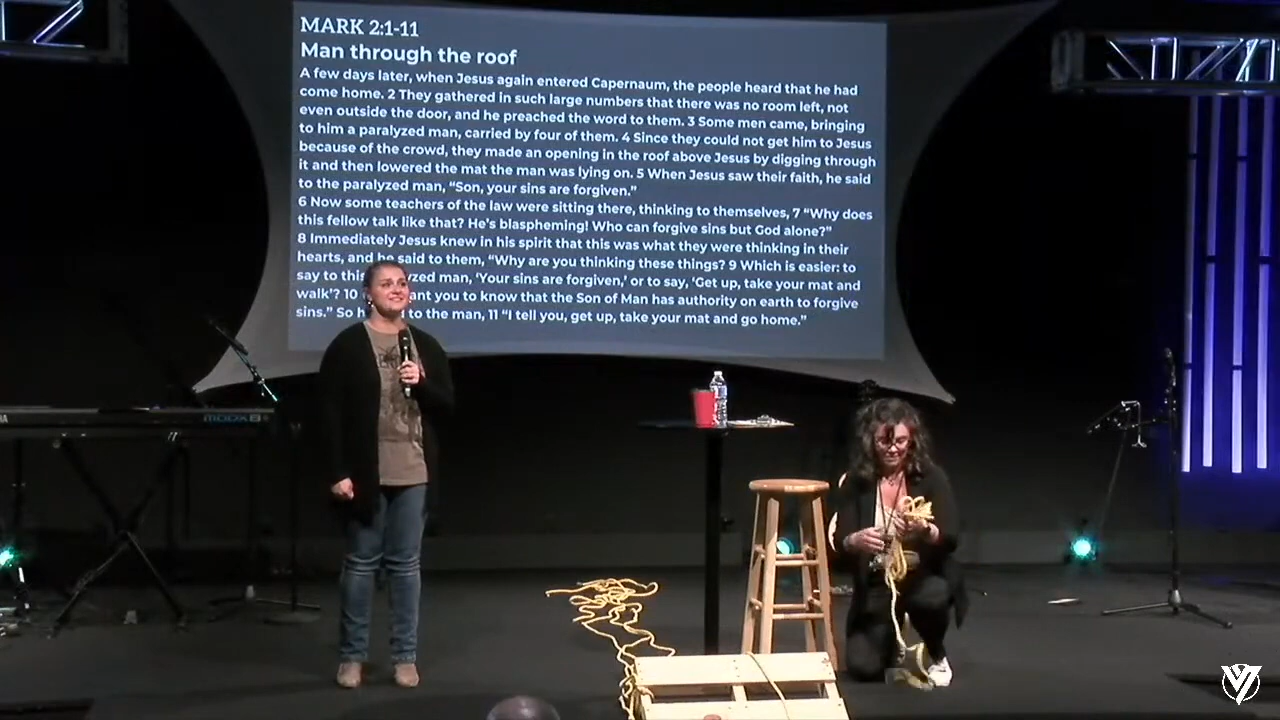 MARK 2:1-11
Man through the roof
A few days later, when Jesus again entered Capernaum, the people heard that he had
come home. 2 They gathered in such large numbers that there was no room left, not
even outside the door, and he preached the word to them. 3 Some men came, bringing
to him a paralyzed man, carried by four of them. 4 Since they could not get him to Jesus
because of the crowd, they made an opening in the roof above Jesus by digging through
it and then lowered the mat the man was lying on. 5 When Jesus saw their faith, he said
to the paralyzed man, “Son, your sins are forgiven.”
6 Now some teachers of the law were sitting there, thinking to themselves, 7 “Why does
this fellow talk like that? He’s blaspheming! Who can forgive sins but God alone?”
8 Immediately Jesus knew in his spirit that this was what they were thinking in their
hearts, and he said to them, “Why are you thinking these things? 9 Which is easier: to
say to this zed man, ‘Your sins are forgiven,’ or to say, ‘Get up, take your mat and
walk’? 10 ant you to know that the Son of Man has authority on earth to forgive
sins.” So h to the man, 11 “I tell you, get up, take your mat and go home.”
MODX8